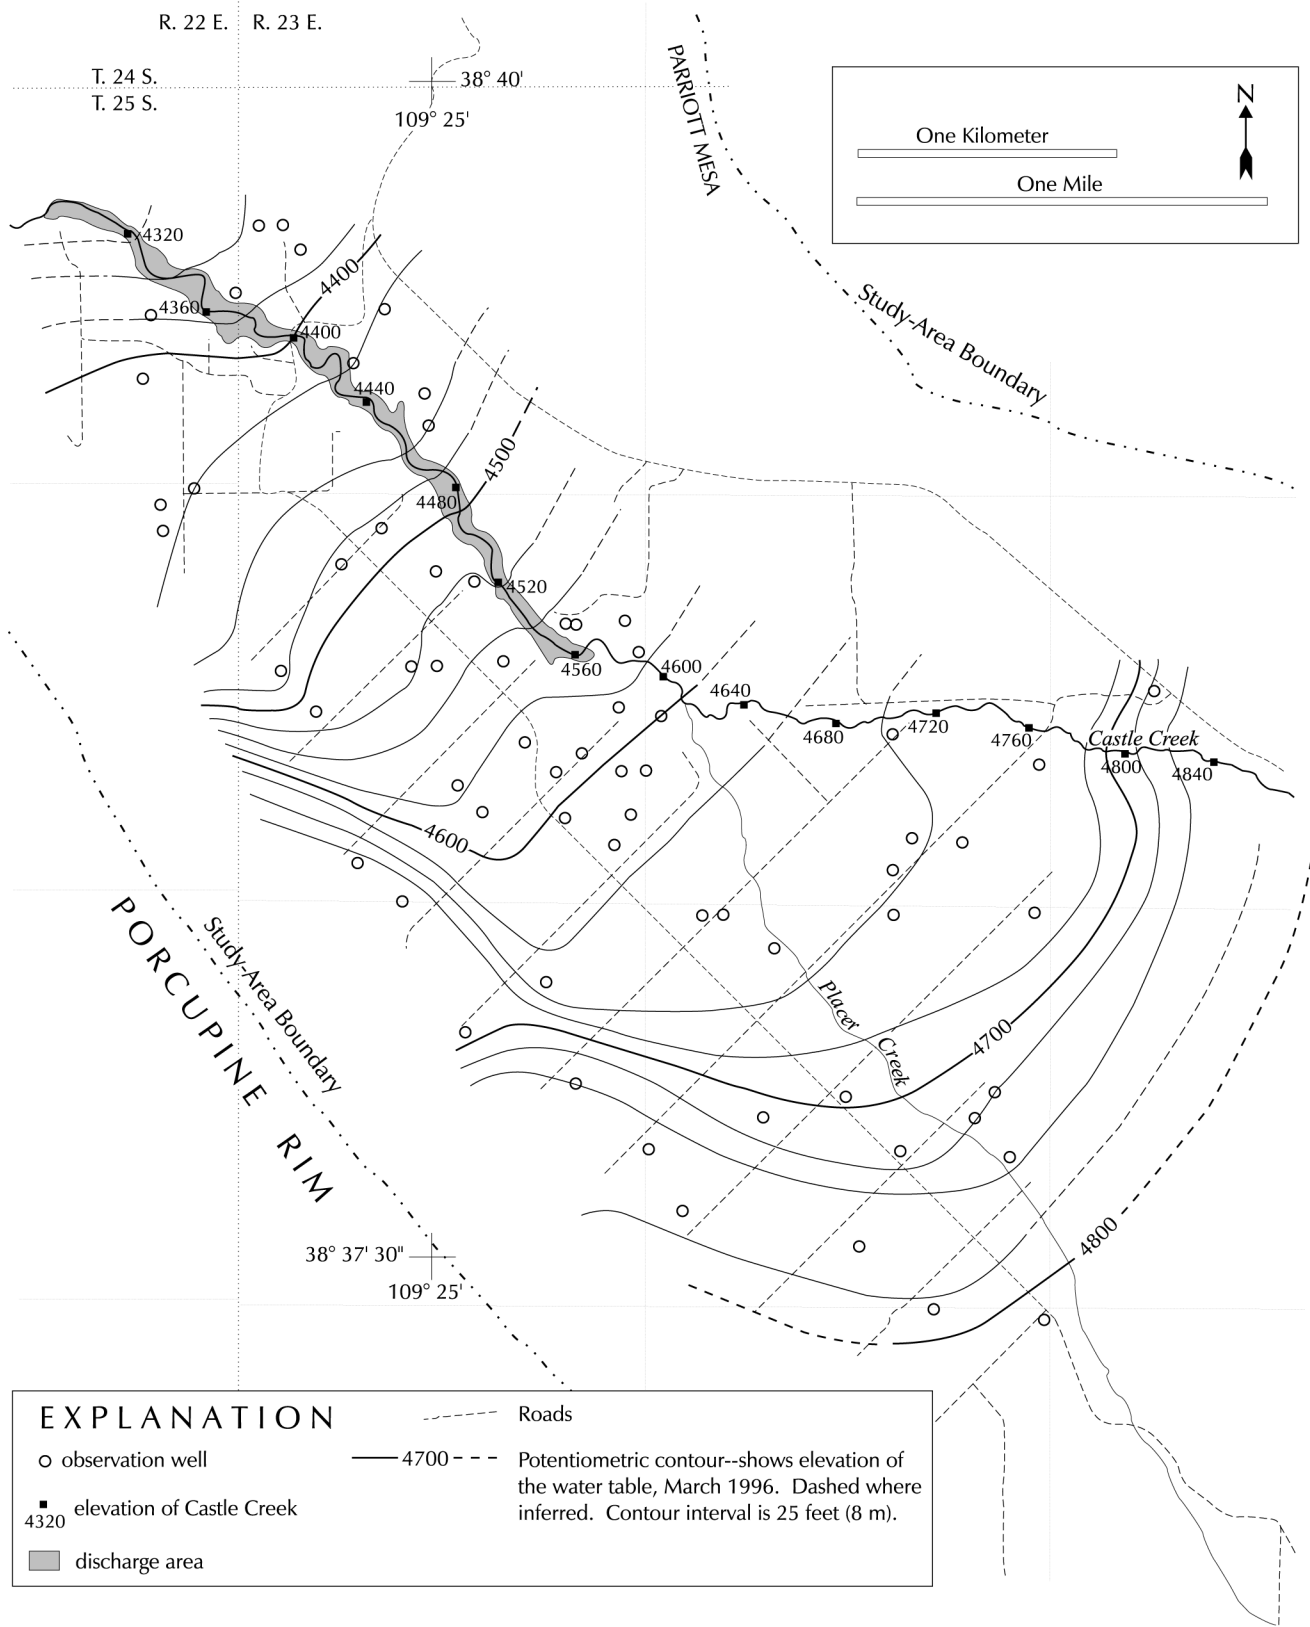 R. 22 E. R. 23 E.
T. 24 S.
T. 25 S.
38° 40'
109° 25'
PARRIOTT MESA
N
One Kilometer
One Mile
Study-Area Boundary
4320
4360
4400
4400
4440
4480
4500
4520
4560
4600
4640
4680
4720
4760
Castle Creek
4800
4840
4600
PORCUPINE RIM
Study-Area Boundary
Placer Creek
4700
4800
38° 37' 30"
109° 25'
EXPLANATION
observation well
4320 elevation of Castle Creek
discharge area
Roads
4700 Potentiometric contour--shows elevation of
the water table, March 1996. Dashed where
inferred. Contour interval is 25 feet (8 m).